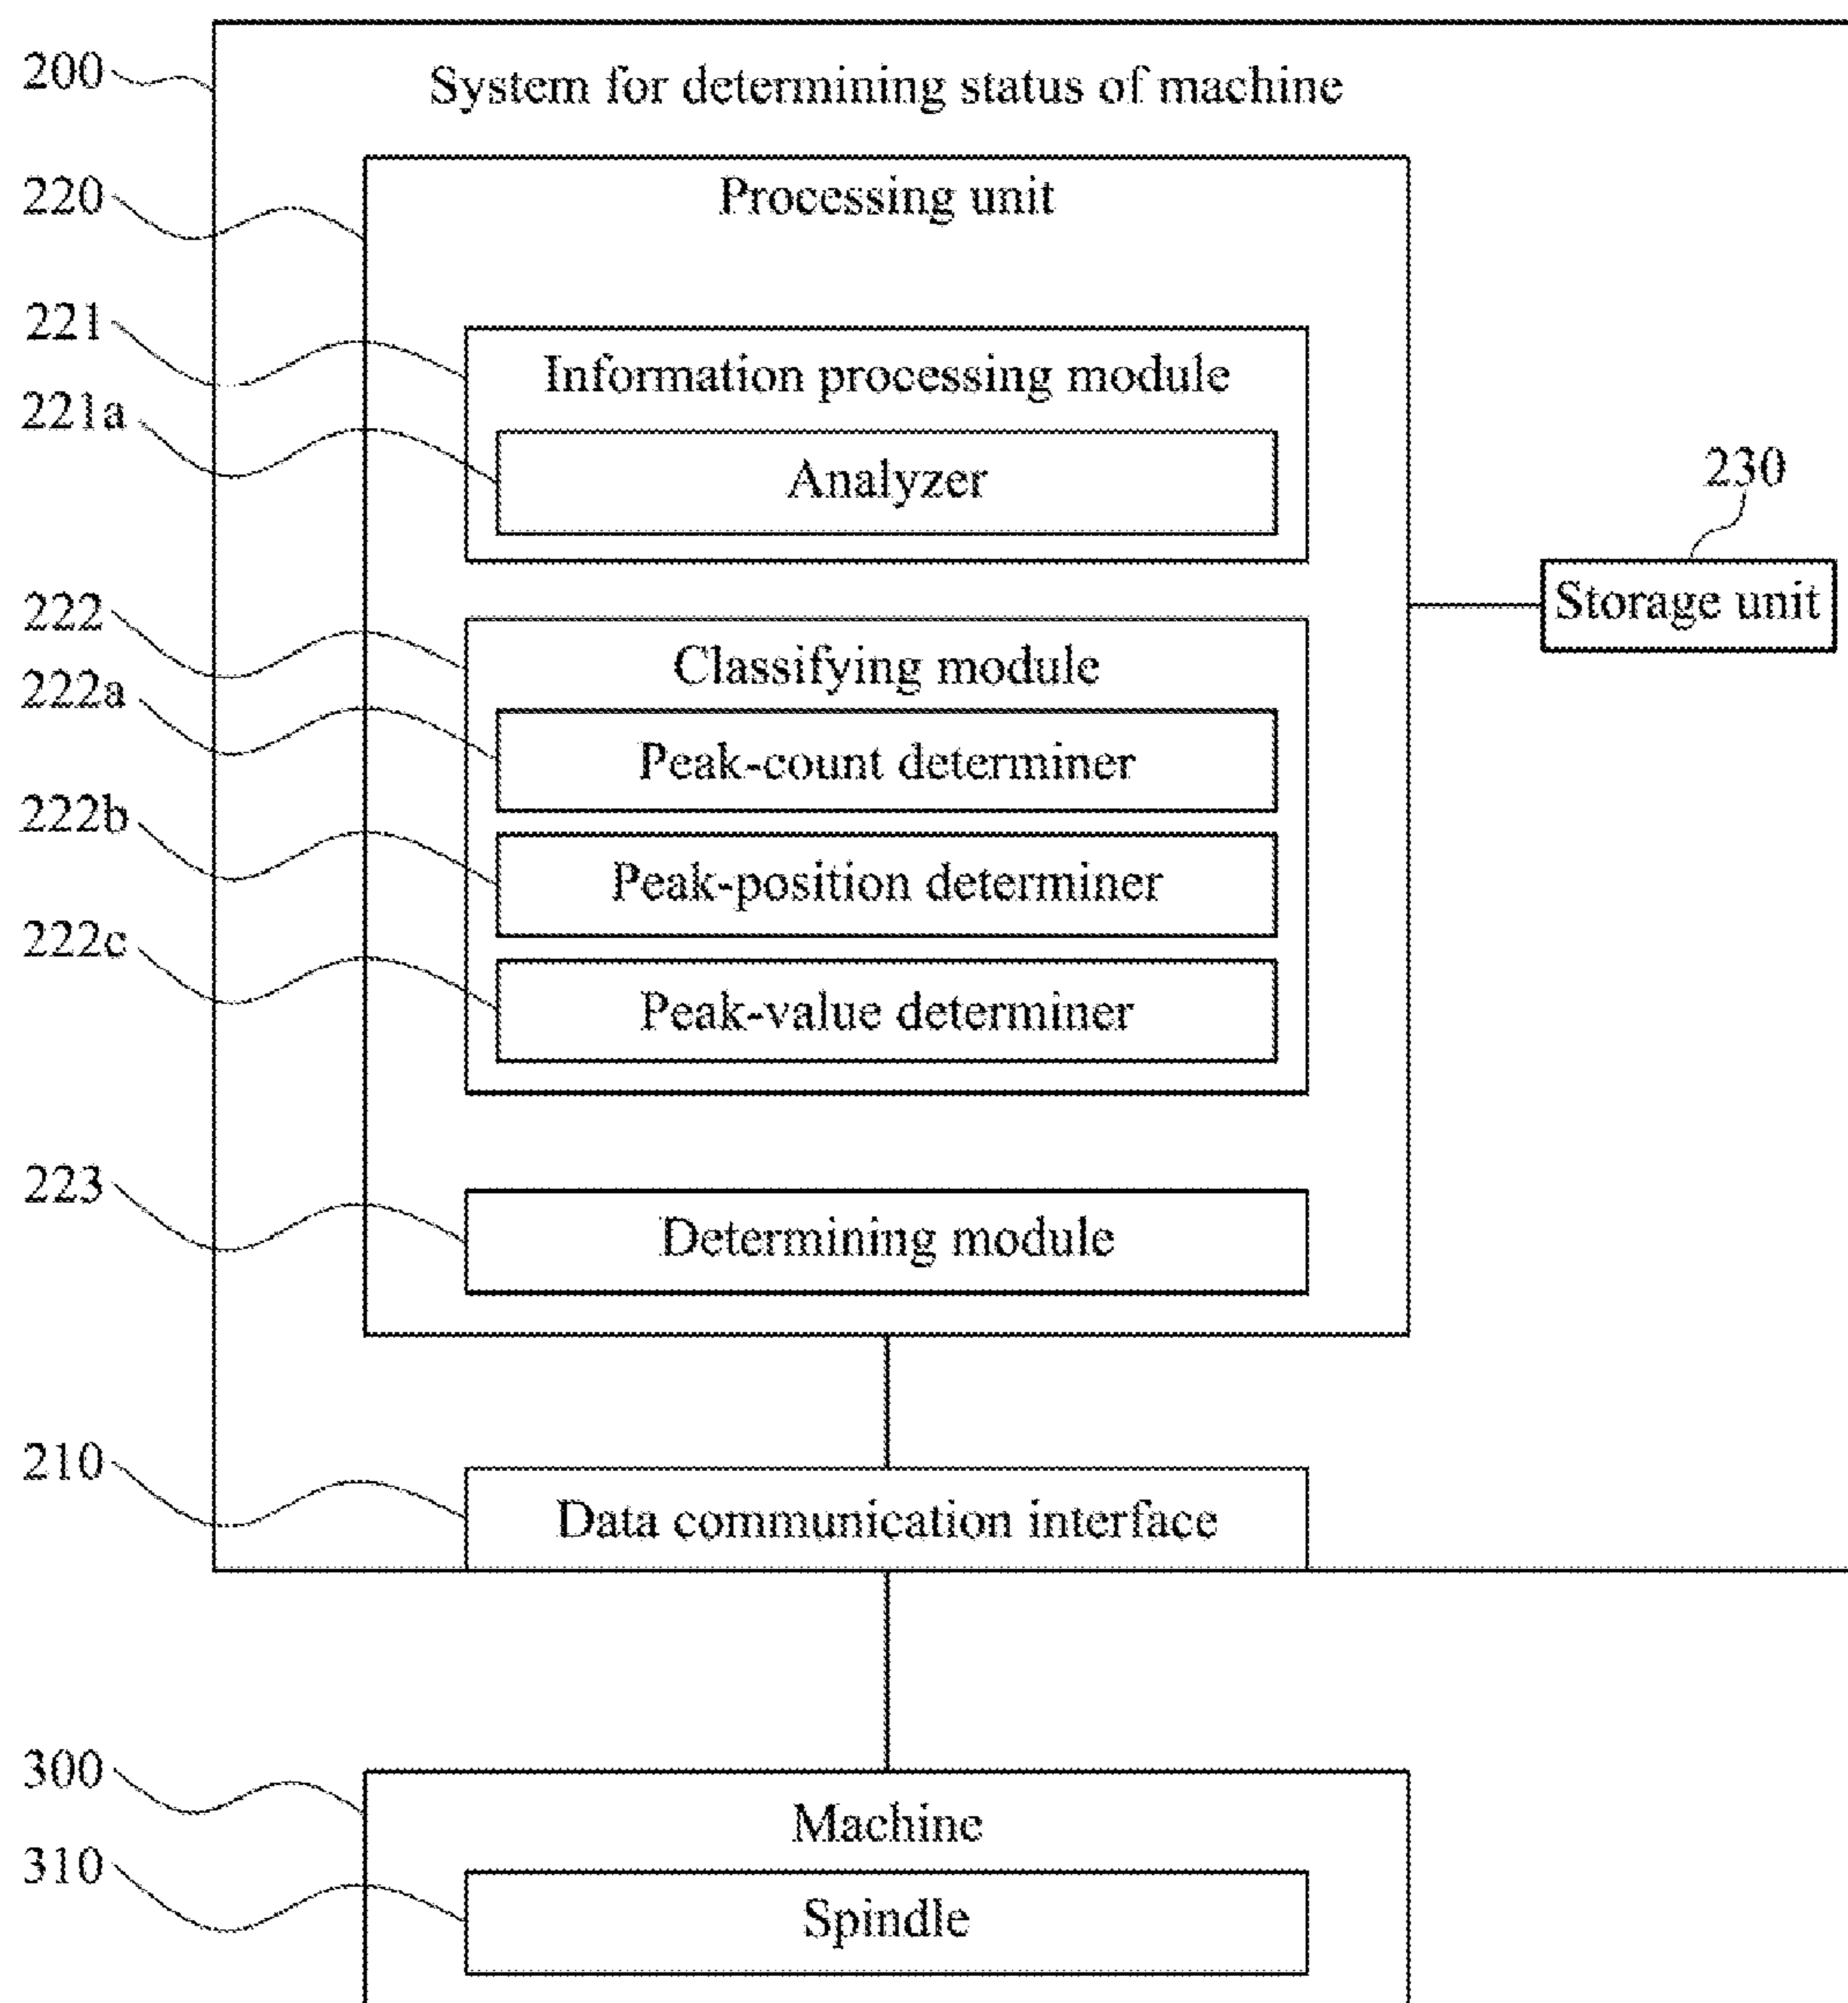 200
System for determining status of machine
220
Processing unit
221
Information processing module
221a
Analyzer
230
Storage unit
222
Classifying module
222a
Peak-count determiner
222b
Peak-position determiner
222c
Peak-value determiner
223
Determining module
210
Data communication interface
300
Machine
310
Spindle